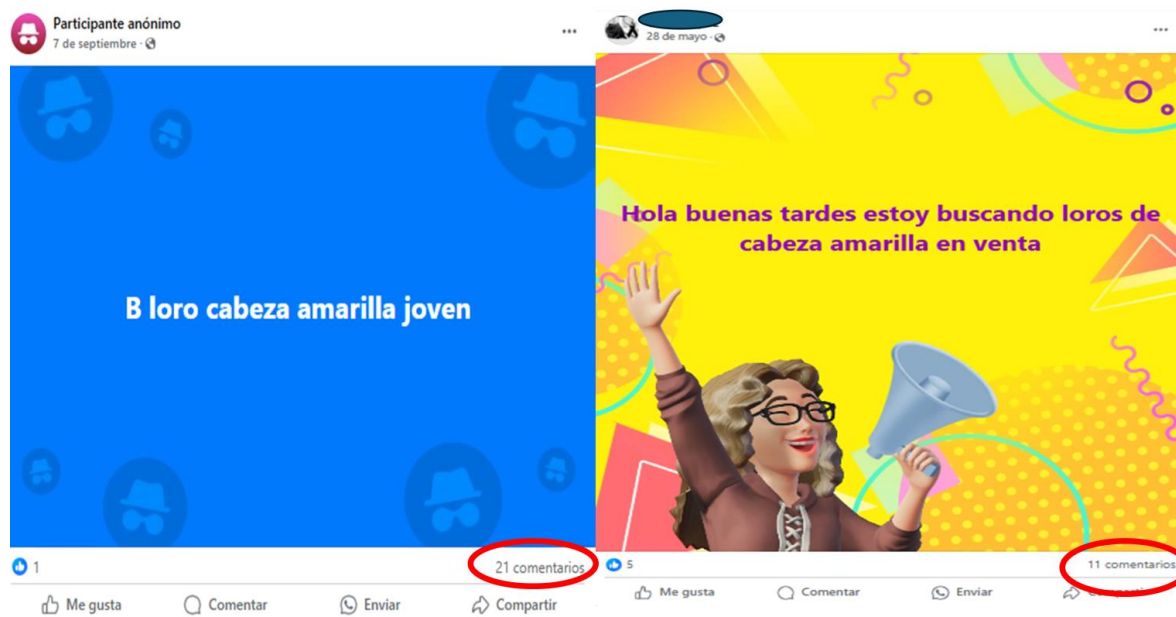 Participante anónimo
7 de septiembre ·
B loro cabeza amarilla joven
1
21 comentarios
Me gusta
Comentar
Enviar
Compartir
28 de mayo ·
Hola buenas tardes estoy buscando loros de
cabeza amarilla en venta
5
11 comentarios
Me gusta
Comentar
Enviar
Compartir